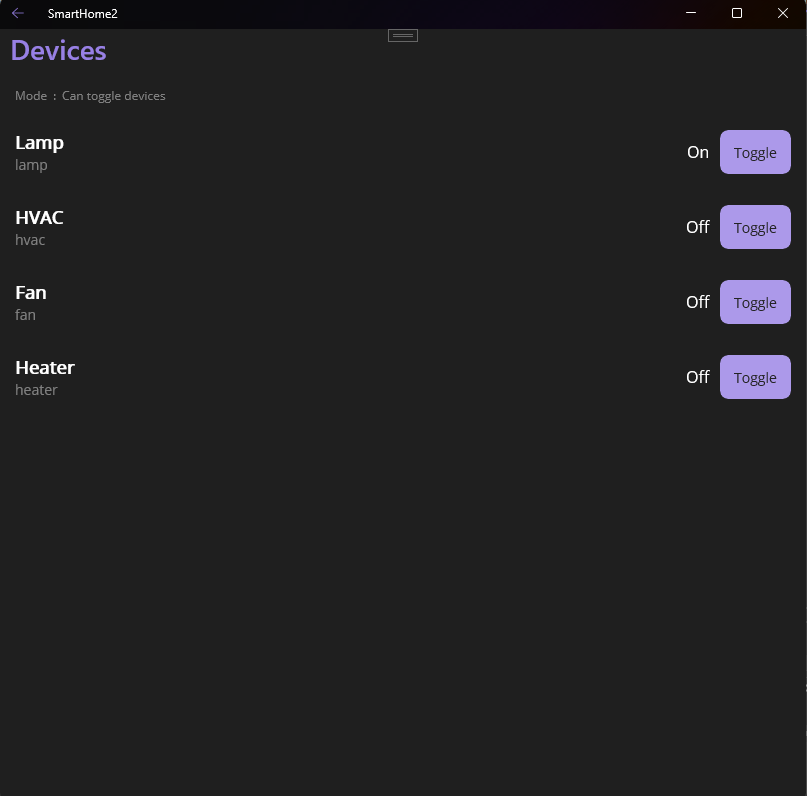 SmartHome2
Devices
Mode : Can toggle devices
Lamp
lamp
On
Toggle
HVAC
hvac
Off
Toggle
Fan
fan
Off
Toggle
Heater
heater
Off
Toggle